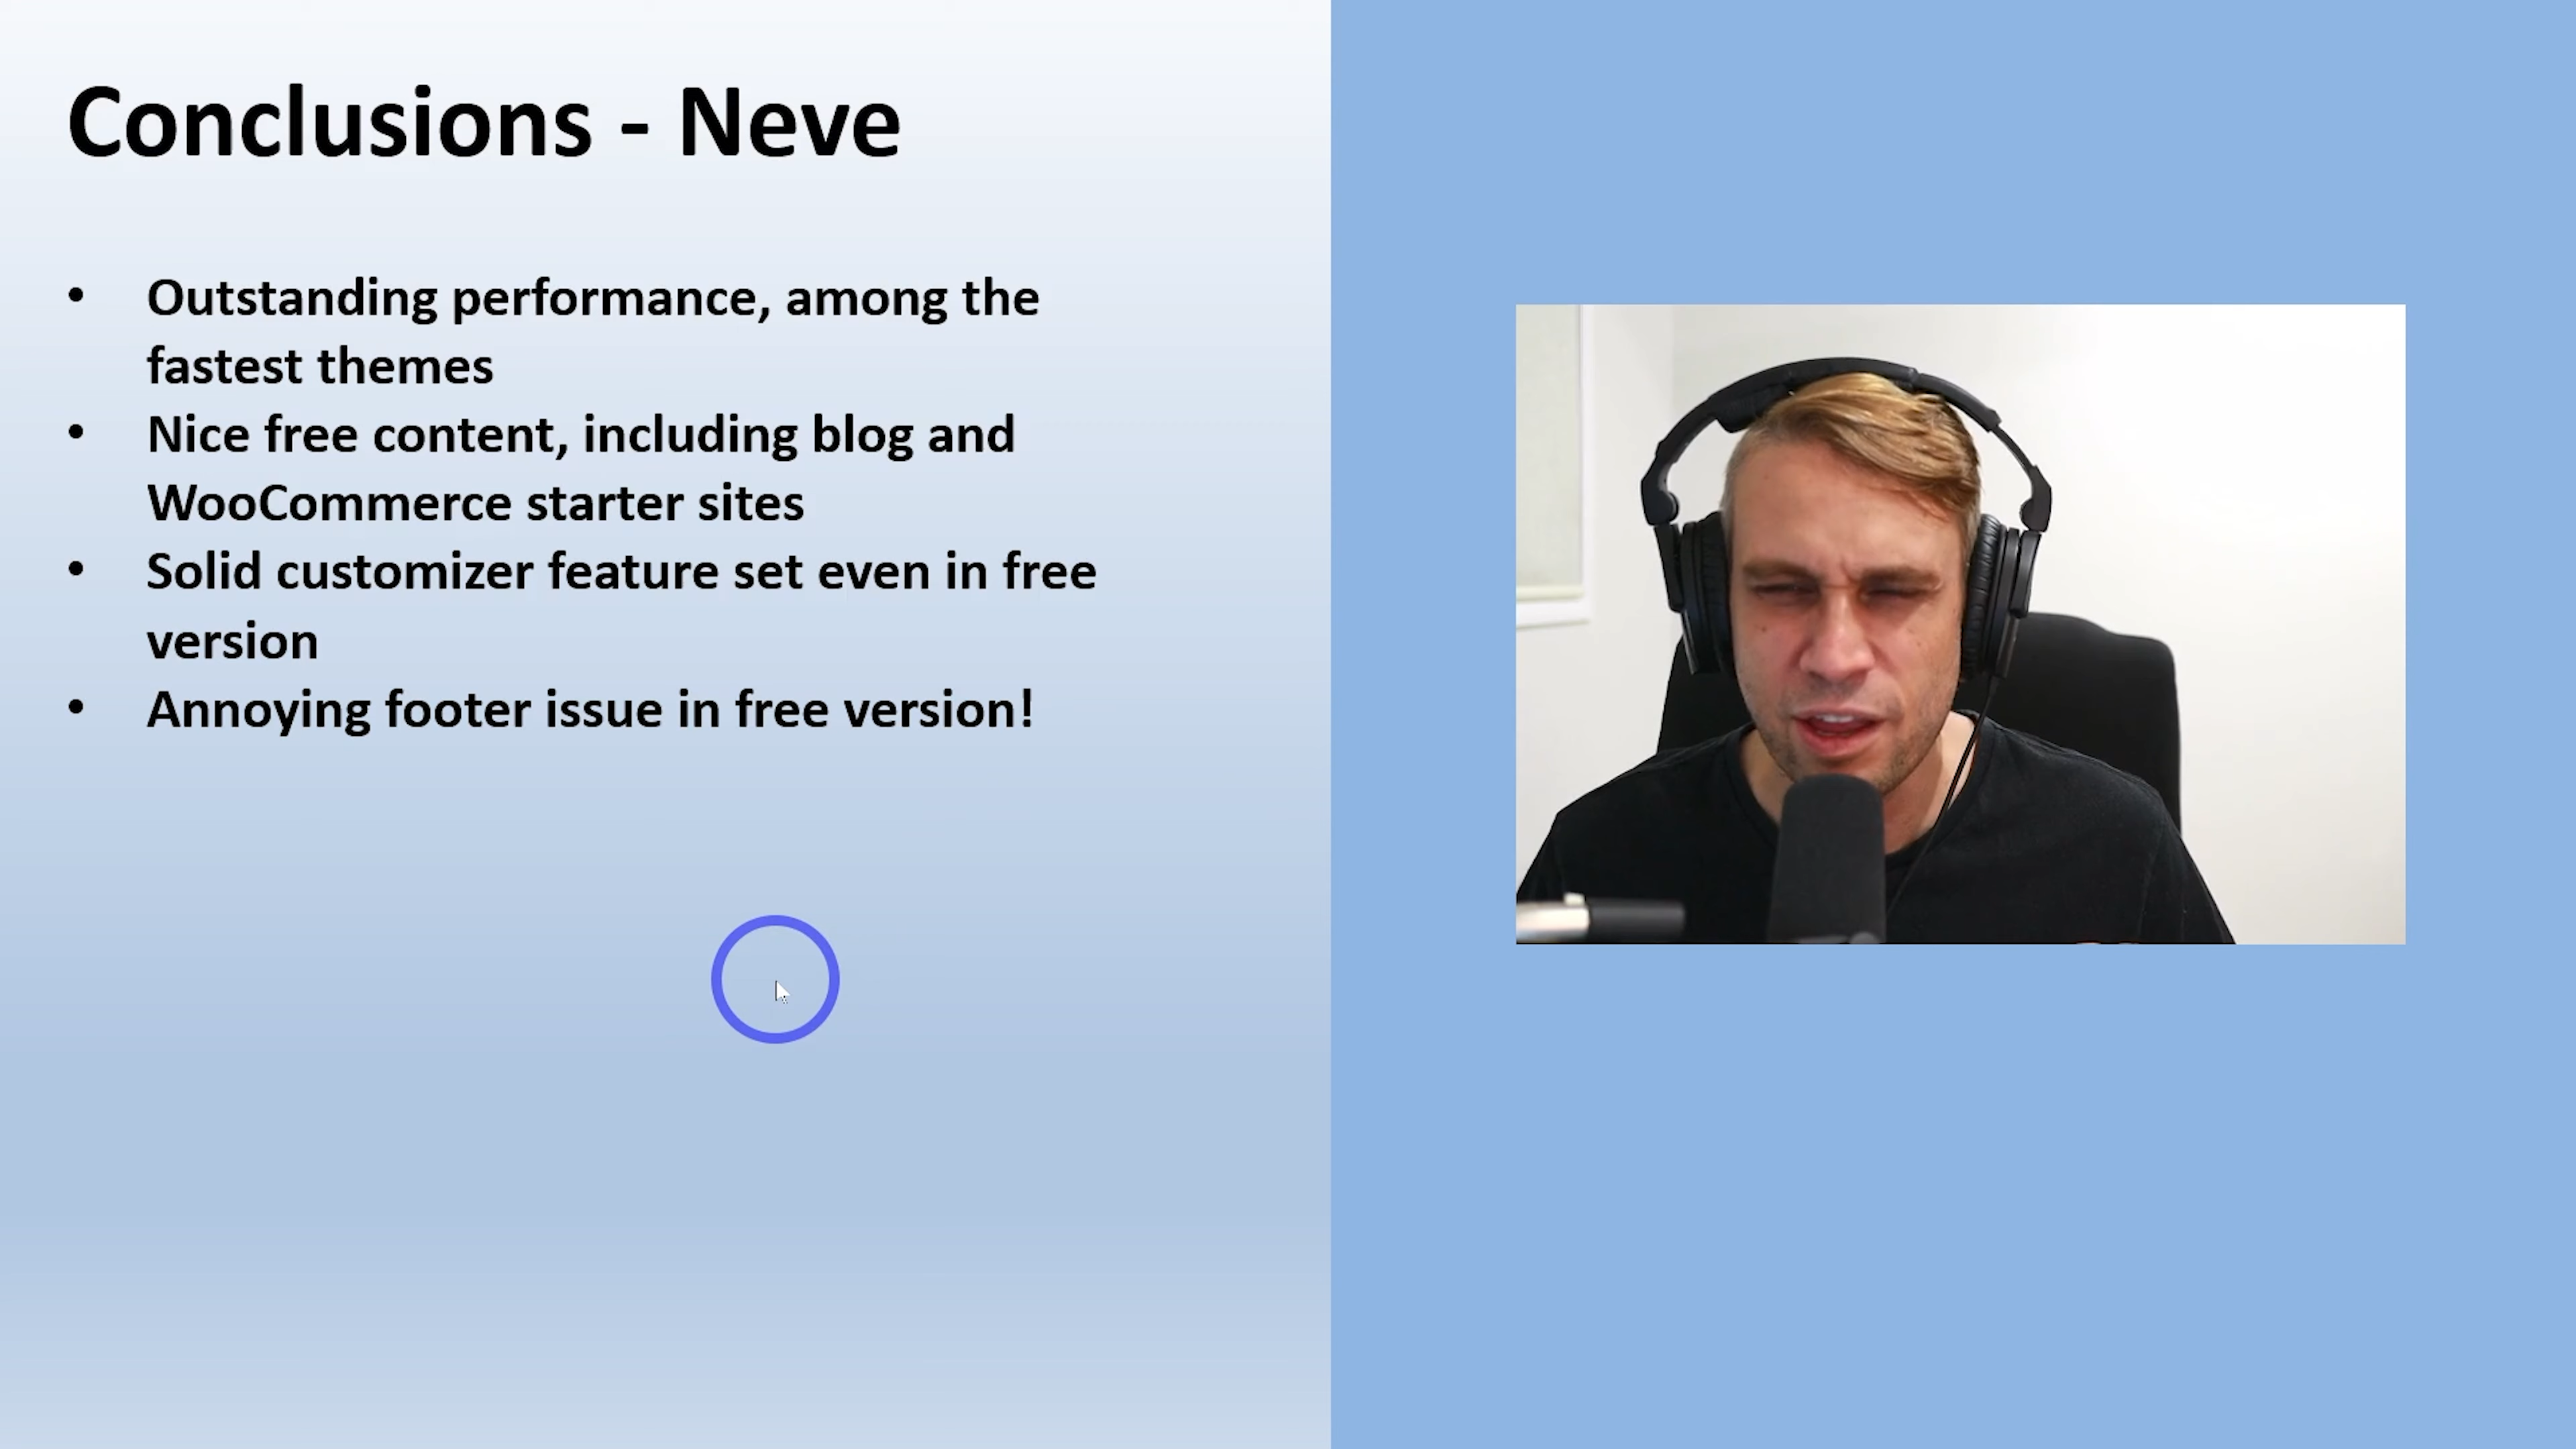 Conclusions - Neve
• Outstanding performance, among the
fastest themes
• Nice free content, including blog and
WooCommerce starter sites
• Solid customizer feature set even in free
version
• Annoying footer issue in free version!